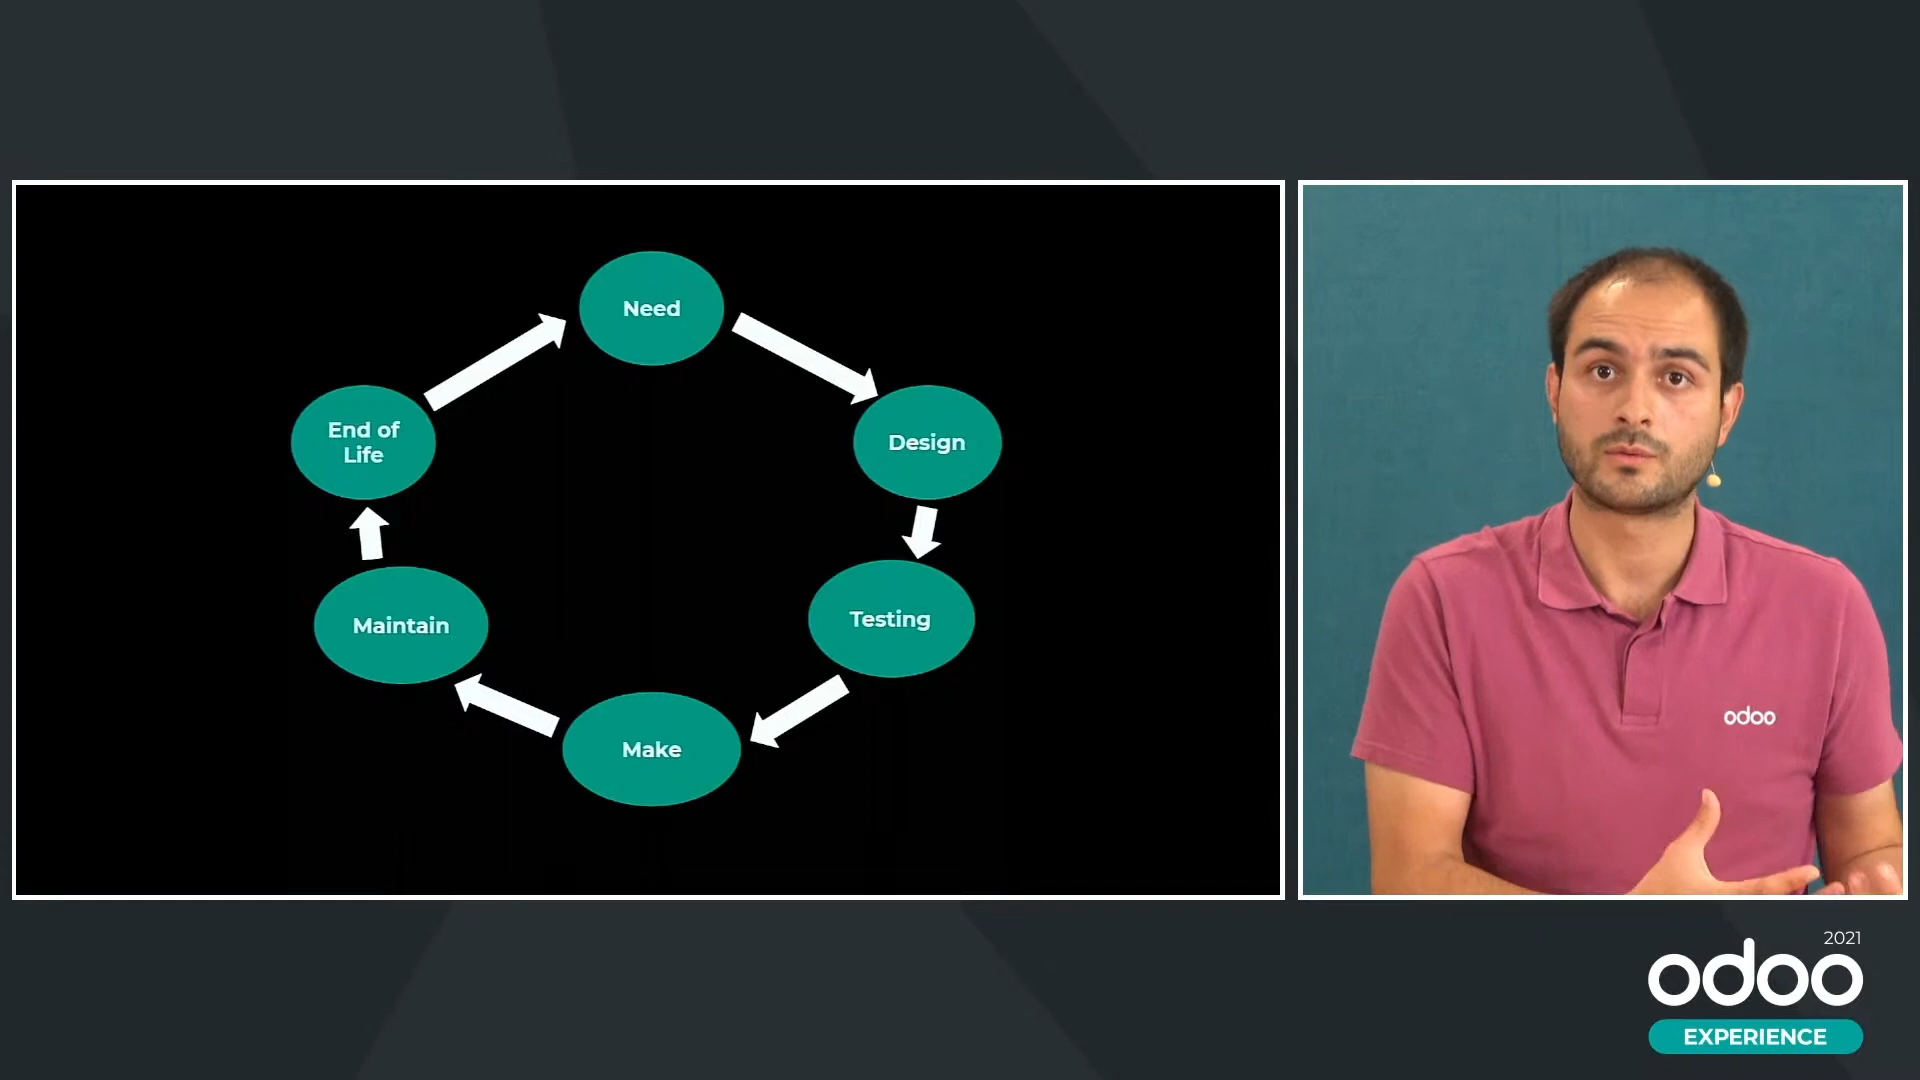 Need
End of
Life
Design
Testing
Maintain
Make
odoo
2021
odoo
EXPERIENCE